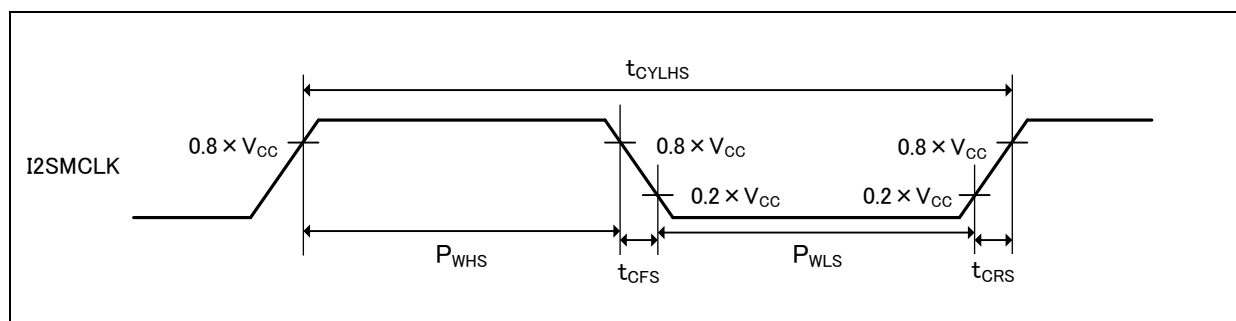 tCYLHS
0.8 × VCC
0.8 × VCC
0.8 × VCC
I2SMCLK
0.2 × VCC
0.2 × VCC
PWHS
tCFS
PWLS
tCRS